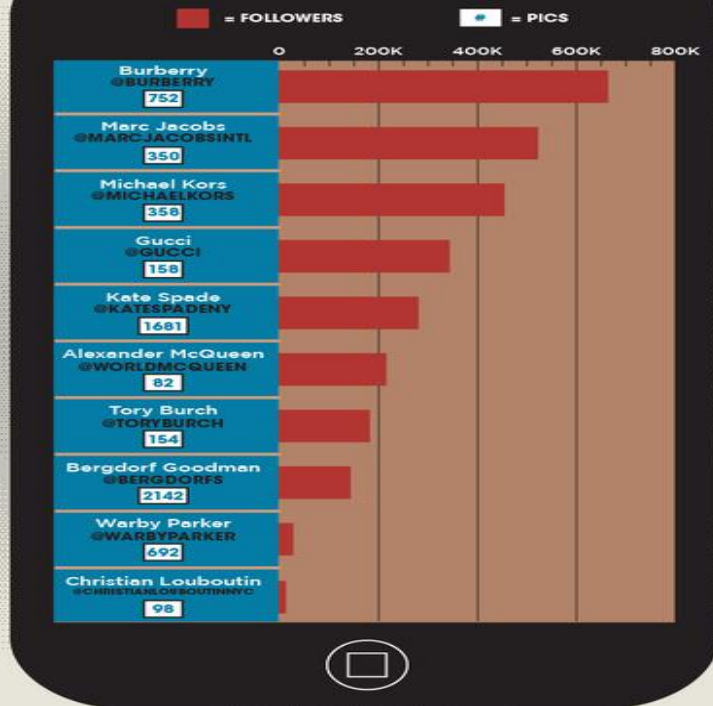 = FOLLOWERS
# = PICS
0 200K 400K 600K 800K
Burberry
@BURBERRY
752
Marc Jacobs
@MARCJACOBSINTL
350
Michael Kors
@MICHAELKORS
358
Gucci
@GUCCI
158
Kate Spade
@KATESPADENY
1681
Alexander McQueen
@WORLDMCQUEEN
82
Tory Burch
@TORYBURCH
154
Bergdorf Goodman
@BERGDORFS
2142
Warby Parker
@WARBYPARKER
692
Christian Louboutin
@CHRISTIANLOUBOUTINNYC
98